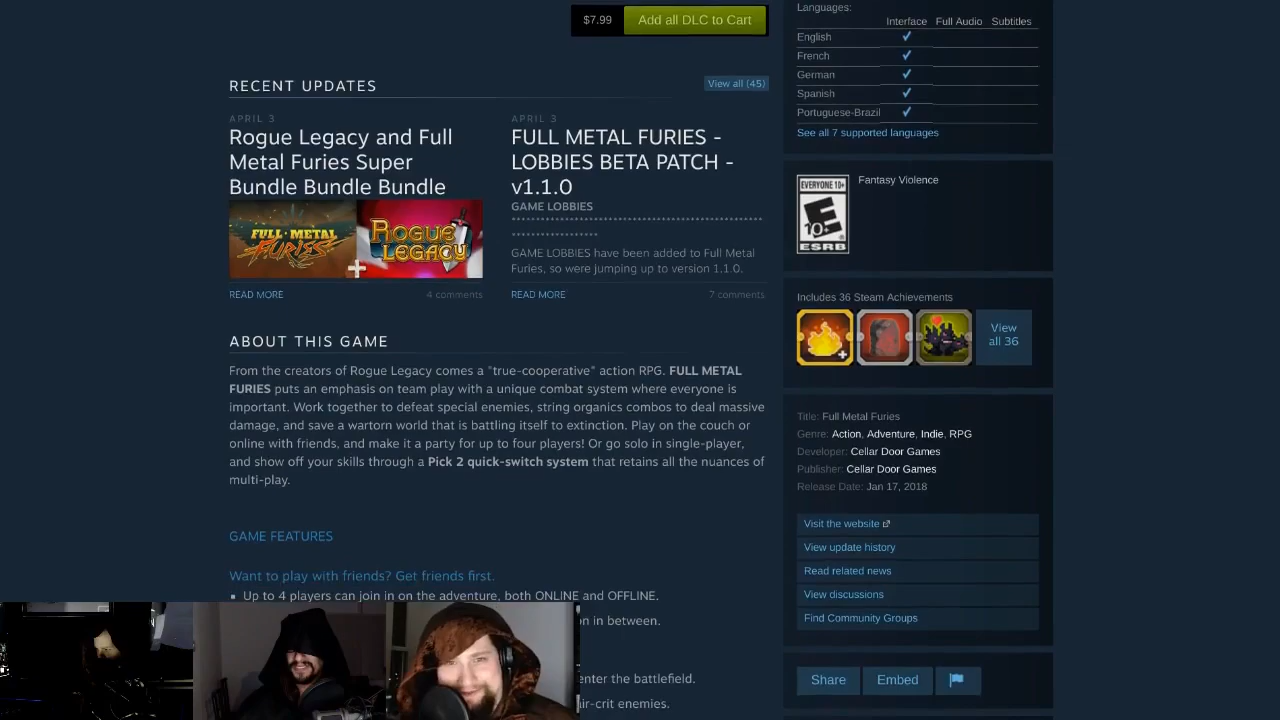 $7.99
Add all DLC to Cart
RECENT UPDATES
View all (45)
APRIL 3
Rogue Legacy and Full
Metal Furies Super
Bundle Bundle Bundle
FULL METAL
FURIES
ROGUE
LEGACY
READ MORE
4 comments
APRIL 3
FULL METAL FURIES -
LOBBIES BETA PATCH -
v1.1.0
GAME LOBBIES
GAME LOBBIES have been added to Full Metal
Furies, so were jumping up to version 1.1.0.
READ MORE
7 comments
ABOUT THIS GAME
From the creators of Rogue Legacy comes a "true-cooperative" action RPG. FULL METAL
FURIES puts an emphasis on team play with a unique combat system where everyone is
important. Work together to defeat special enemies, string organics combos to deal massive
damage, and save a wartorn world that is battling itself to extinction. Play on the couch or
online with friends, and make it a party for up to four players! Or go solo in single-player,
and show off your skills through a Pick 2 quick-switch system that retains all the nuances of
multi-play.
GAME FEATURES
Want to play with friends? Get friends first.
Up to 4 players can join in on the adventure, both ONLINE and OFFLINE.
in between.
enter the battlefield.
enemies.
Languages:
Interface Full Audio Subtitles
English ✔
French ✔
German ✔
Spanish ✔
Portuguese-Brazil ✔
See all 7 supported languages
EVERYONE 10+
E
10+
ESRB
Fantasy Violence
Includes 36 Steam Achievements
View
all 36
Title: Full Metal Furies
Genre: Action, Adventure, Indie, RPG
Developer: Cellar Door Games
Publisher: Cellar Door Games
Release Date: Jan 17, 2018
Visit the website
View update history
Read related news
View discussions
Find Community Groups
Share
Embed